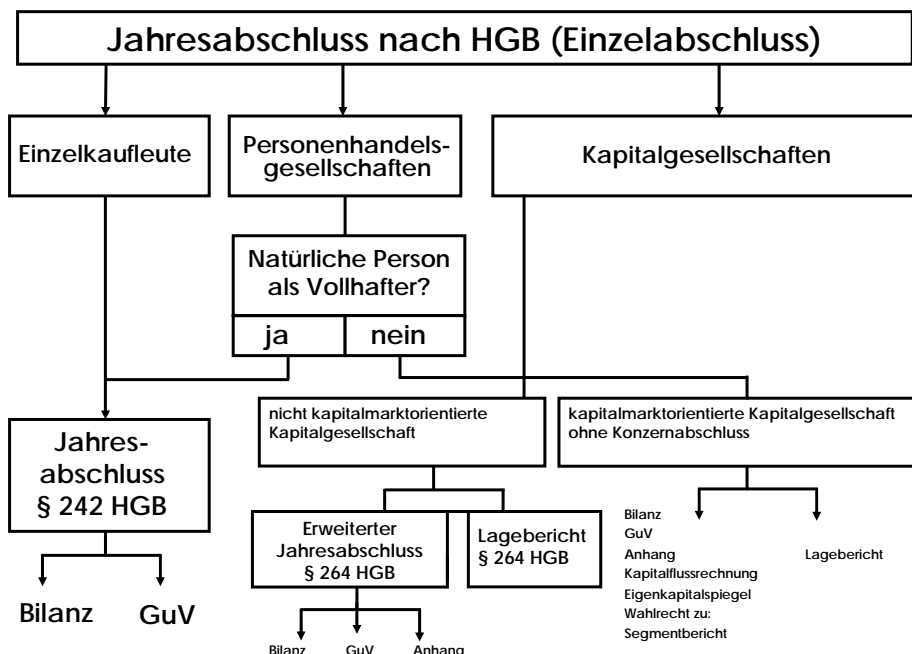 Jahresabschluss nach HGB (Einzelabschluss)
Einzelkaufleute
Personenhandels-
gesellschaften
Kapitalgesellschaften
Natürliche Person
als Vollhafter?
ja
nein
nicht kapitalmarktorientierte
Kapitalgesellschaft
kapitalmarktorientierte Kapitalgesellschaft
ohne Konzernabschluss
Jahres-
abschluss
§ 242 HGB
Bilanz
GuV
Erweiterter
Jahresabschluss
§ 264 HGB
Lagebericht
§ 264 HGB
Bilanz
GuV
Anhang
Bilanz
GuV
Anhang
Kapitalflussrechnung
Eigenkapitalspiegel
Wahlrecht zu:
Segmentbericht
Lagebericht